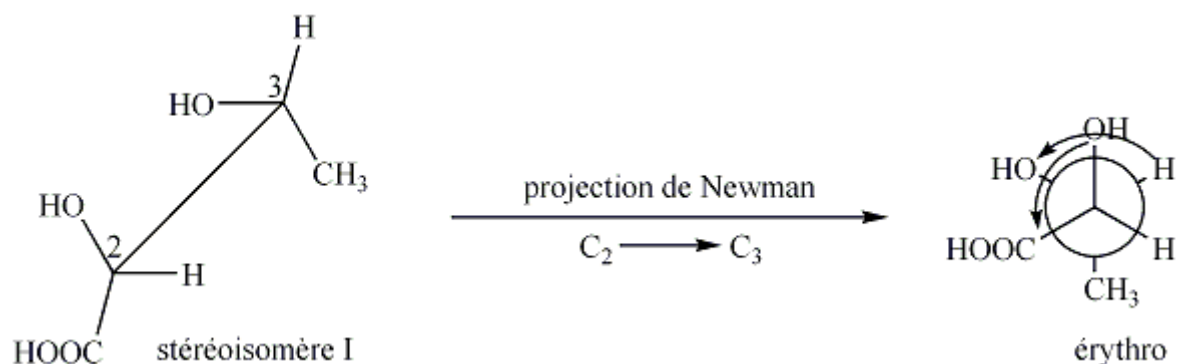 H
3
HO
CH₃
HO
2
H
HOOC
stéréoisomère I
projection de Newman
C₂ ⟶ C₃
OH
HO
H
HOOC
H
CH₃
érythro